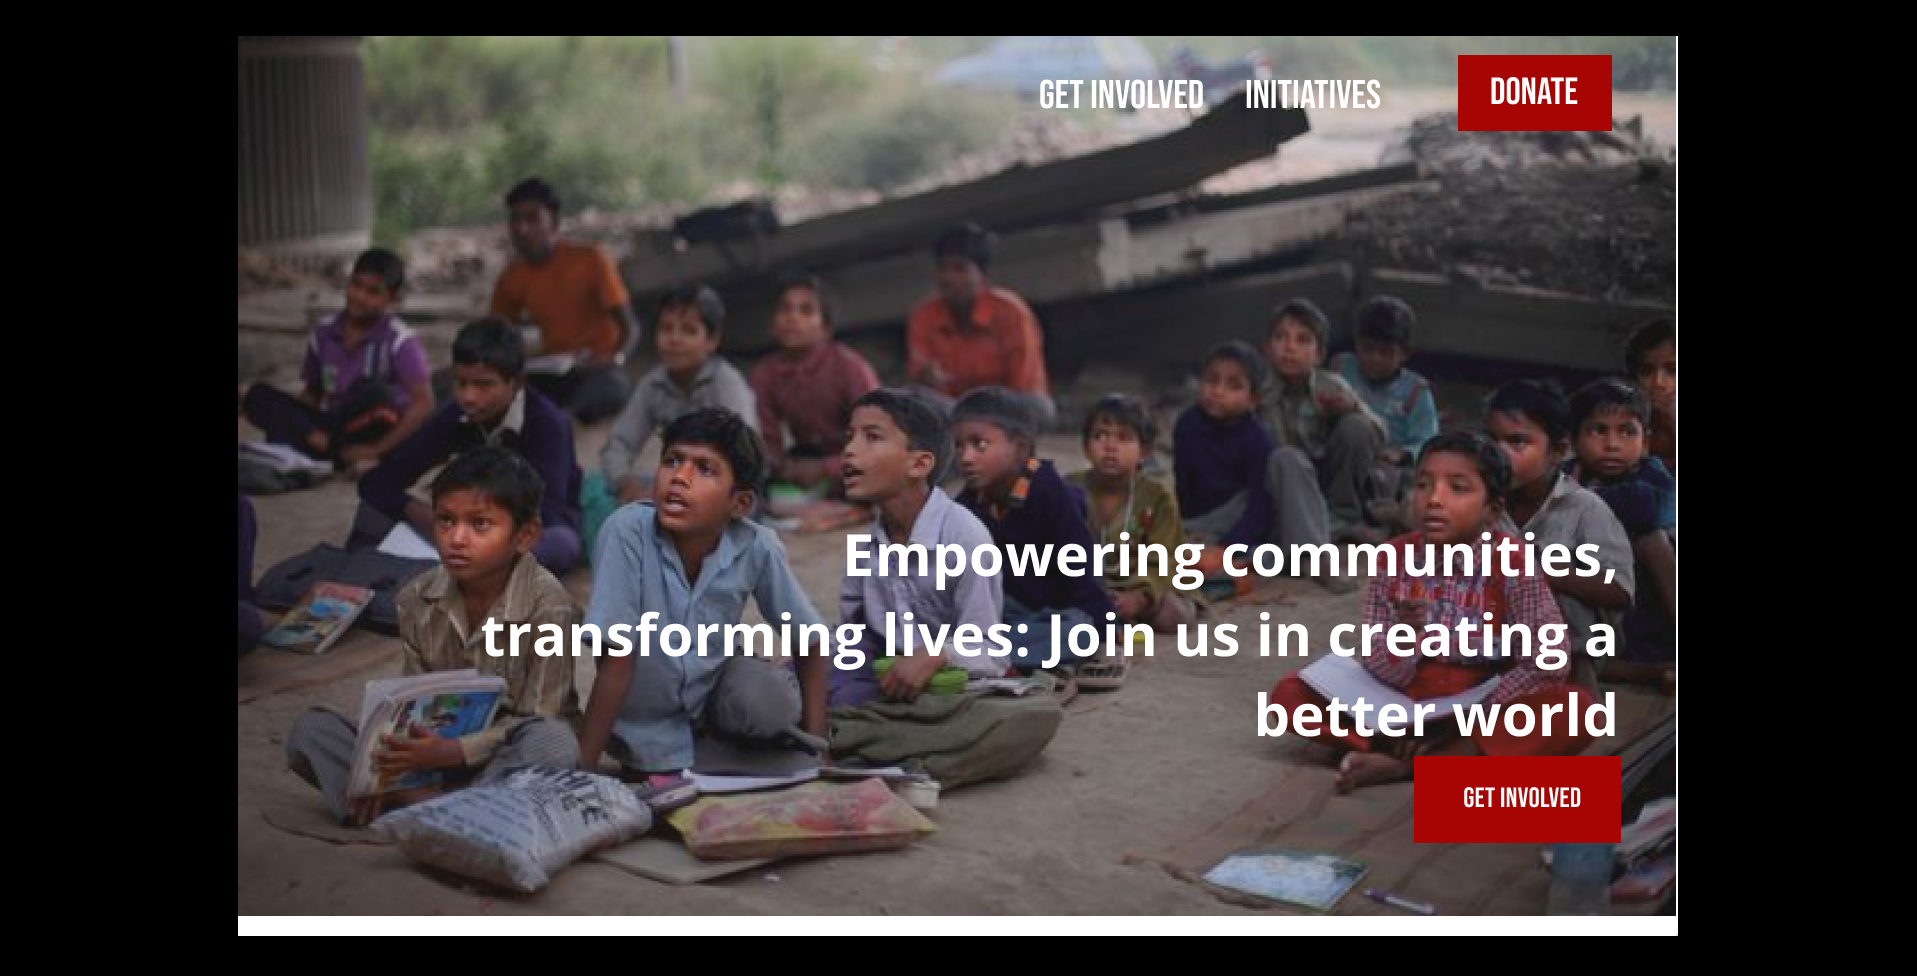 GET INVOLVED INITIATIVES DONATE
Empowering communities,
transforming lives: Join us in creating a
better world
GET INVOLVED